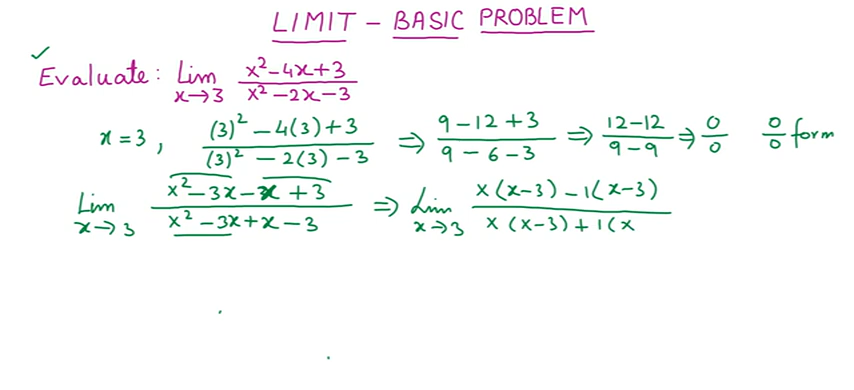 LIMIT – BASIC PROBLEM
✓
Evaluate: Lim x→3 (x²-4x+3)/(x²-2x-3)
x=3, ((3)²-4(3)+3)/((3)²-2(3)-3) ⇒ (9-12+3)/(9-6-3) ⇒ (12-12)/(9-9) ⇒ 0/0 0/0 form
Lim x→3 (x²-3x-x+3)/(x²-3x+x-3) ⇒ Lim x→3 (x(x-3)-1(x-3))/(x(x-3)+1(x